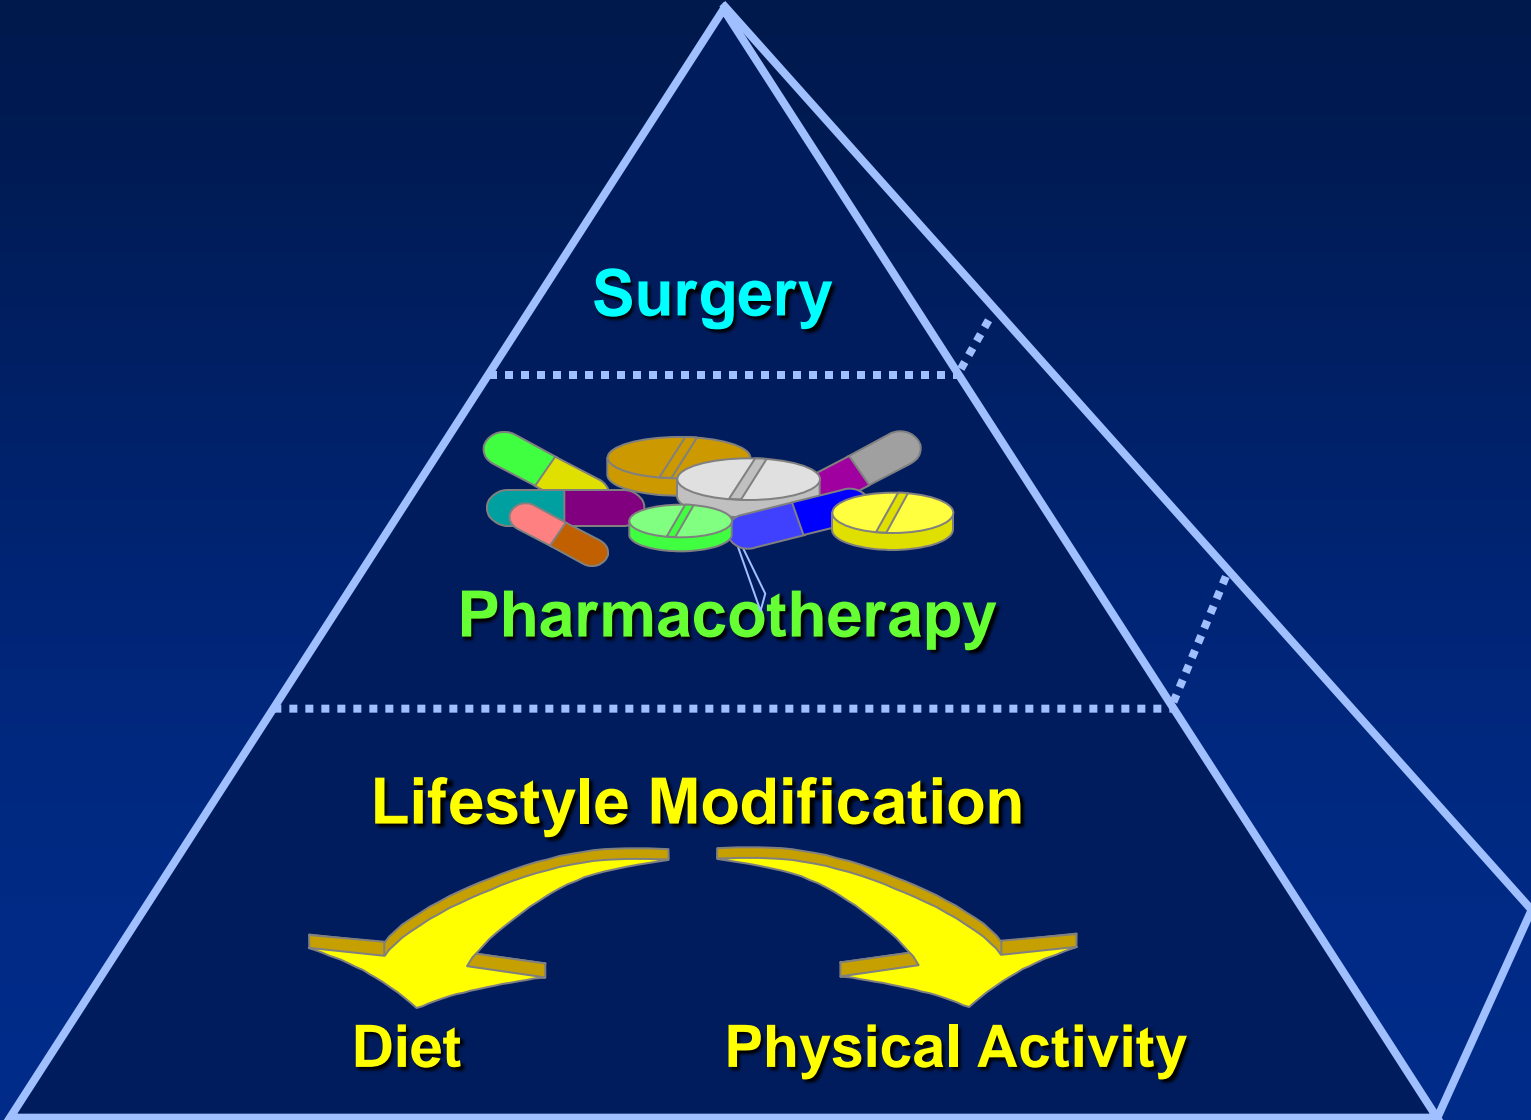 Surgery
Pharmacotherapy
Lifestyle Modification
Diet
Physical Activity